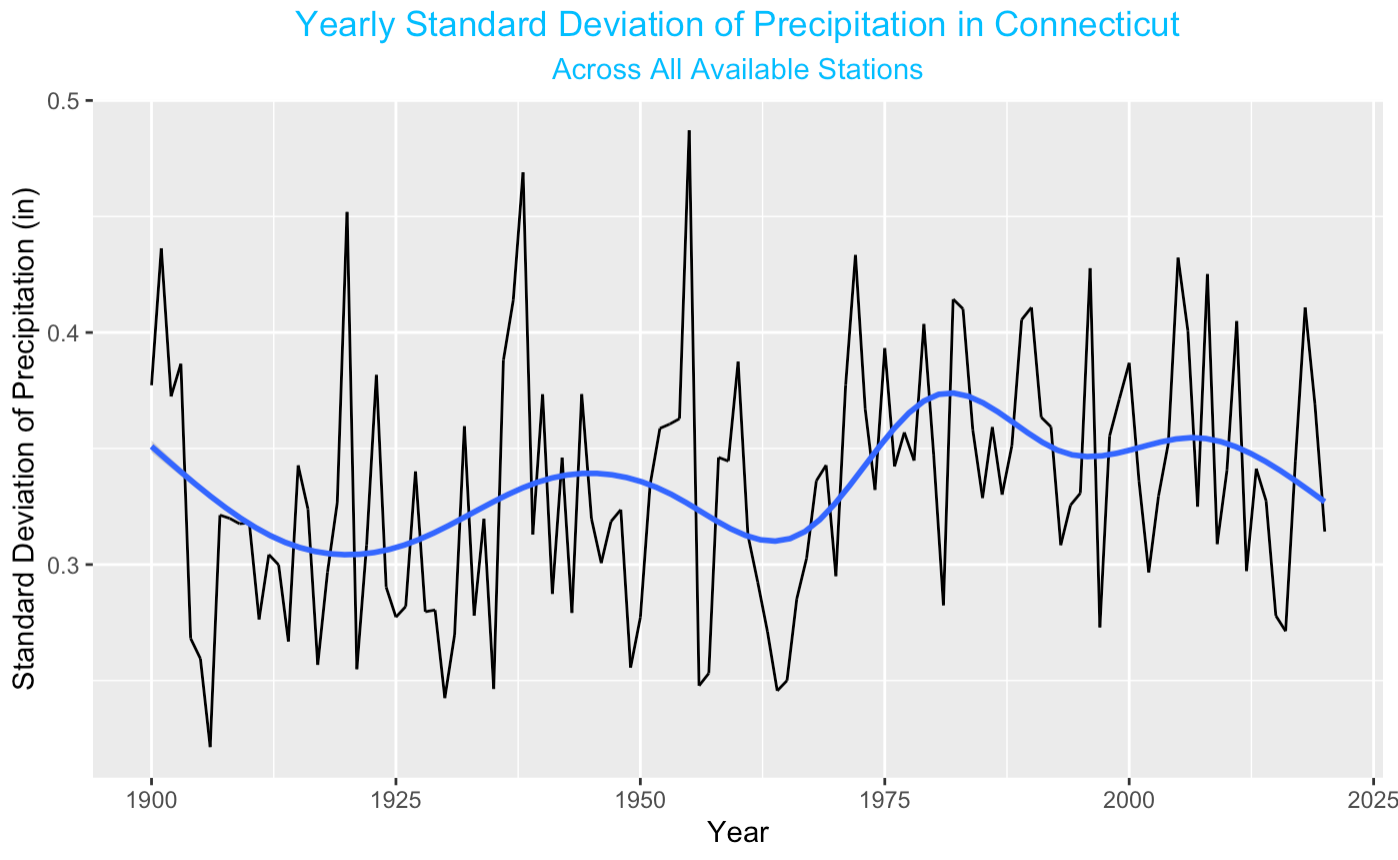 Yearly Standard Deviation of Precipitation in Connecticut
Across All Available Stations
Standard Deviation of Precipitation (in)
0.5
0.4
0.3
1900
1925
1950
1975
2000
2025
Year